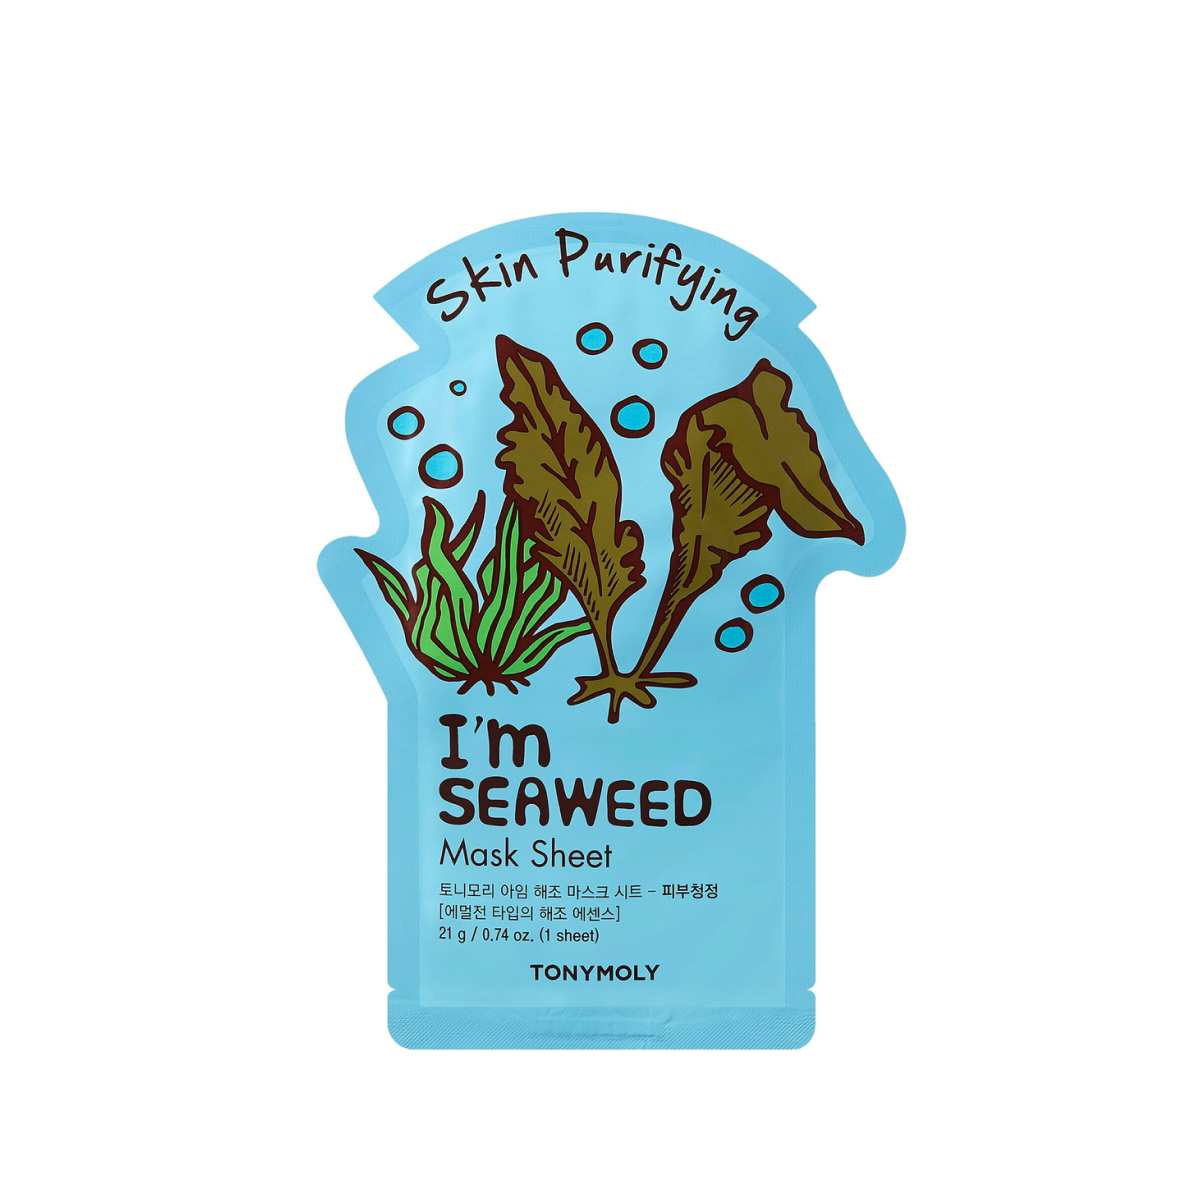 Skin Purifying
I'm
SEAWEED
Mask Sheet
토니모리 아임 해조 마스크 시트 - 피부청정
[에멀전 타입의 해조 에센스]
21 g / 0.74 oz. (1 sheet)
TONYMOLY